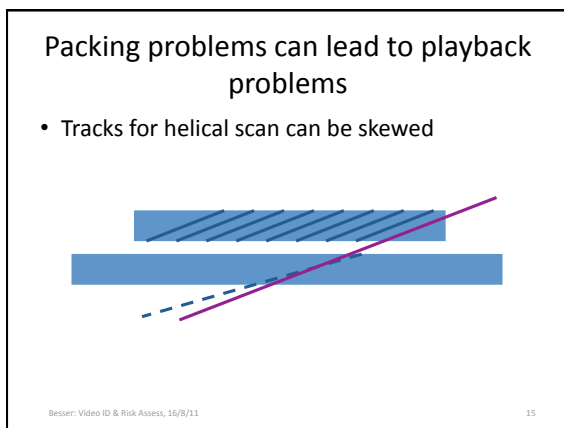 Packing problems can lead to playback
problems
• Tracks for helical scan can be skewed
Besser: Video ID & Risk Assess, 16/8/11
15